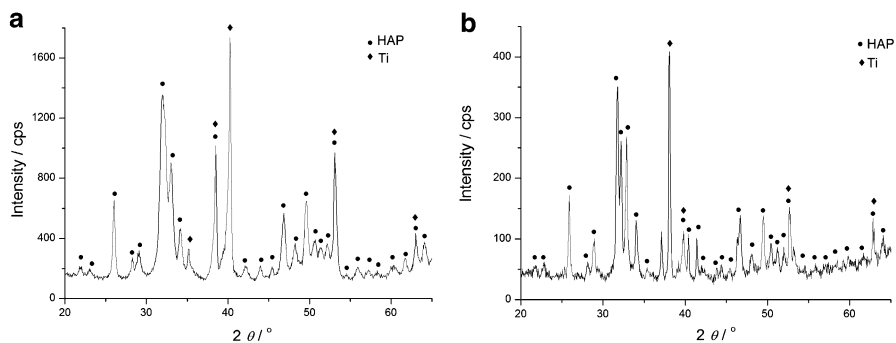 a
● HAP
♦ Ti
Intensity / cps
1600
1200
800
400
0
20 30 40 50 60
2 θ / °
b
● HAP
♦ Ti
Intensity / cps
400
300
200
100
0
20 30 40 50 60
2 θ / °